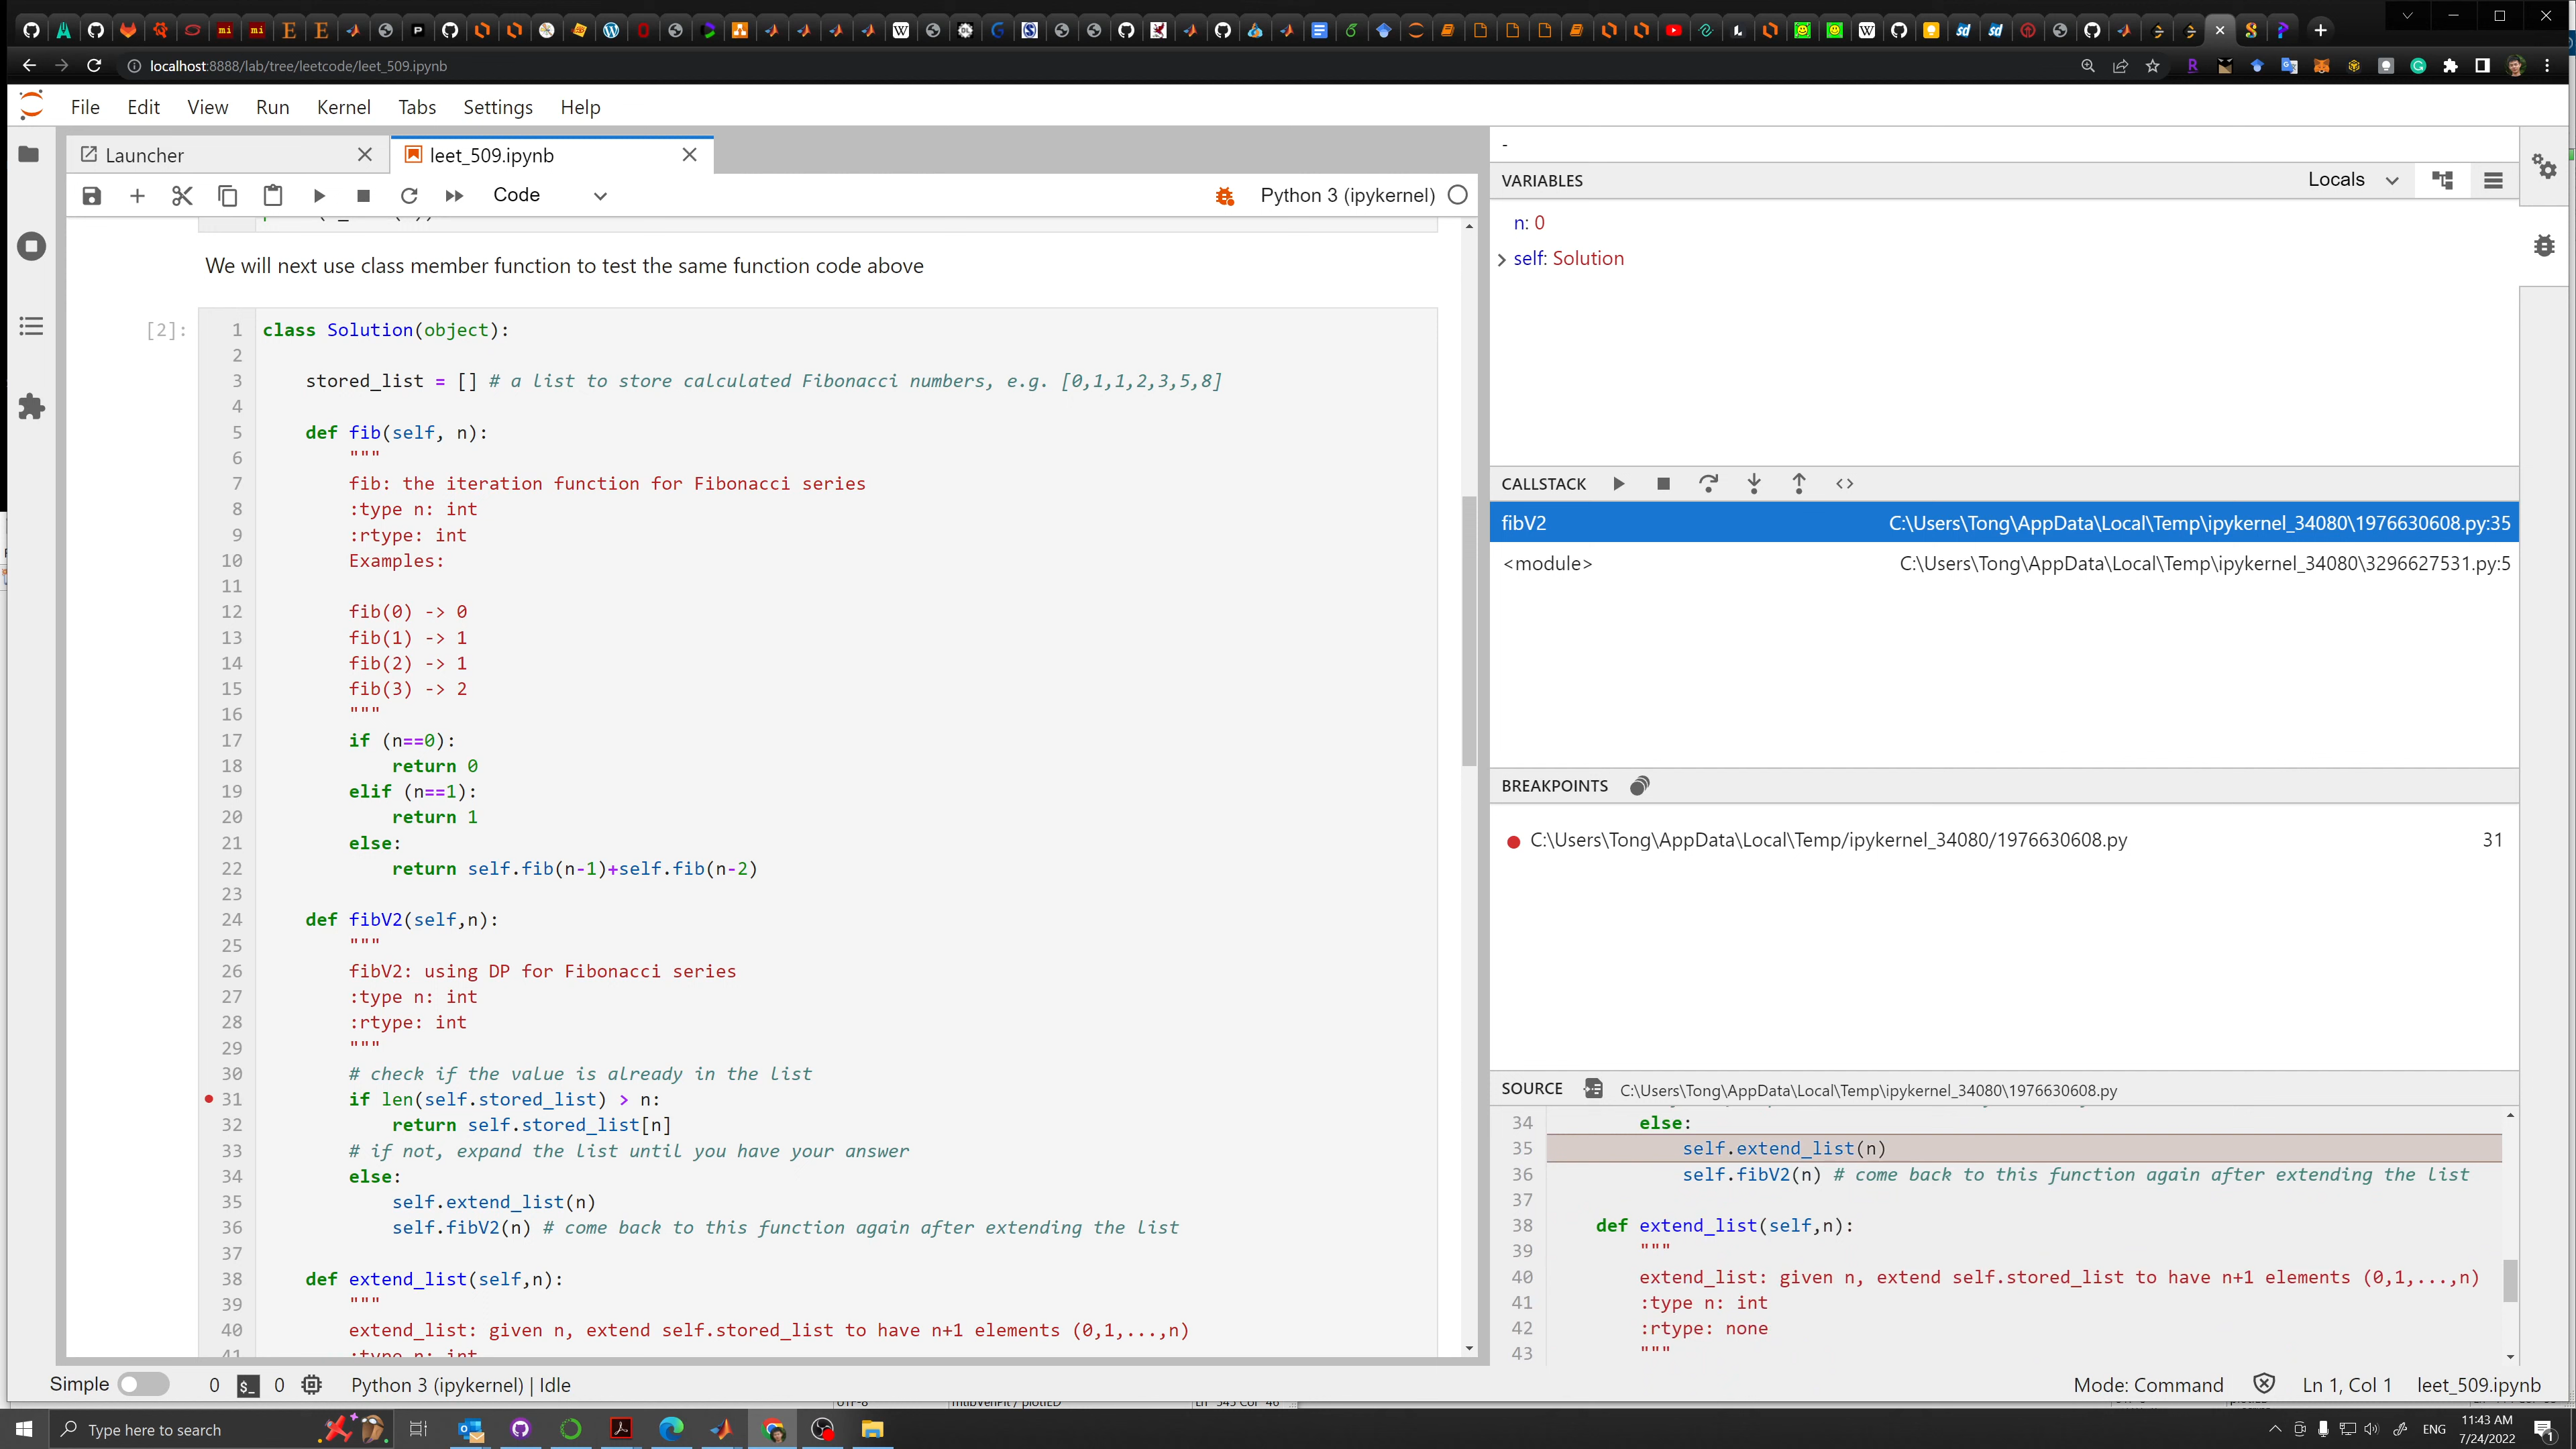 localhost:8888/lab/tree/leetcode/leet_509.ipynb
File Edit View Run Kernel Tabs Settings Help
Launcher
leet_509.ipynb
Code
Python 3 (ipykernel)
We will next use class member function to test the same function code above
[2]:
1 class Solution(object):
2
3 stored_list = [] # a list to store calculated Fibonacci numbers, e.g. [0,1,1,2,3,5,8]
4
5 def fib(self, n):
6 """
7 fib: the iteration function for Fibonacci series
8 :type n: int
9 :rtype: int
10 Examples:
11
12 fib(0) -> 0
13 fib(1) -> 1
14 fib(2) -> 1
15 fib(3) -> 2
16 """
17 if (n==0):
18 return 0
19 elif (n==1):
20 return 1
21 else:
22 return self.fib(n-1)+self.fib(n-2)
23
24 def fibV2(self,n):
25 """
26 fibV2: using DP for Fibonacci series
27 :type n: int
28 :rtype: int
29 """
30 # check if the value is already in the list
31 if len(self.stored_list) > n:
32 return self.stored_list[n]
33 # if not, expand the list until you have your answer
34 else:
35 self.extend_list(n)
36 self.fibV2(n) # come back to this function again after extending the list
37
38 def extend_list(self,n):
39 """
40 extend_list: given n, extend self.stored_list to have n+1 elements (0,1,...,n)
41 :type n: int
-
VARIABLES Locals
n: 0
self: Solution
CALLSTACK
fibV2 C:\Users\Tong\AppData\Local\Temp\ipykernel_34080\1976630608.py:35
<module> C:\Users\Tong\AppData\Local\Temp\ipykernel_34080\3296627531.py:5
BREAKPOINTS
C:\Users\Tong\AppData\Local\Temp/ipykernel_34080/1976630608.py 31
SOURCE C:\Users\Tong\AppData\Local\Temp\ipykernel_34080\1976630608.py
34 else:
35 self.extend_list(n)
36 self.fibV2(n) # come back to this function again after extending the list
37
38 def extend_list(self,n):
39 """
40 extend_list: given n, extend self.stored_list to have n+1 elements (0,1,...,n)
41 :type n: int
42 :rtype: none
43 """
Simple 0 0 Python 3 (ipykernel) | Idle
Mode: Command Ln 1, Col 1 leet_509.ipynb
Type here to search
ENG
11:43 AM
7/24/2022